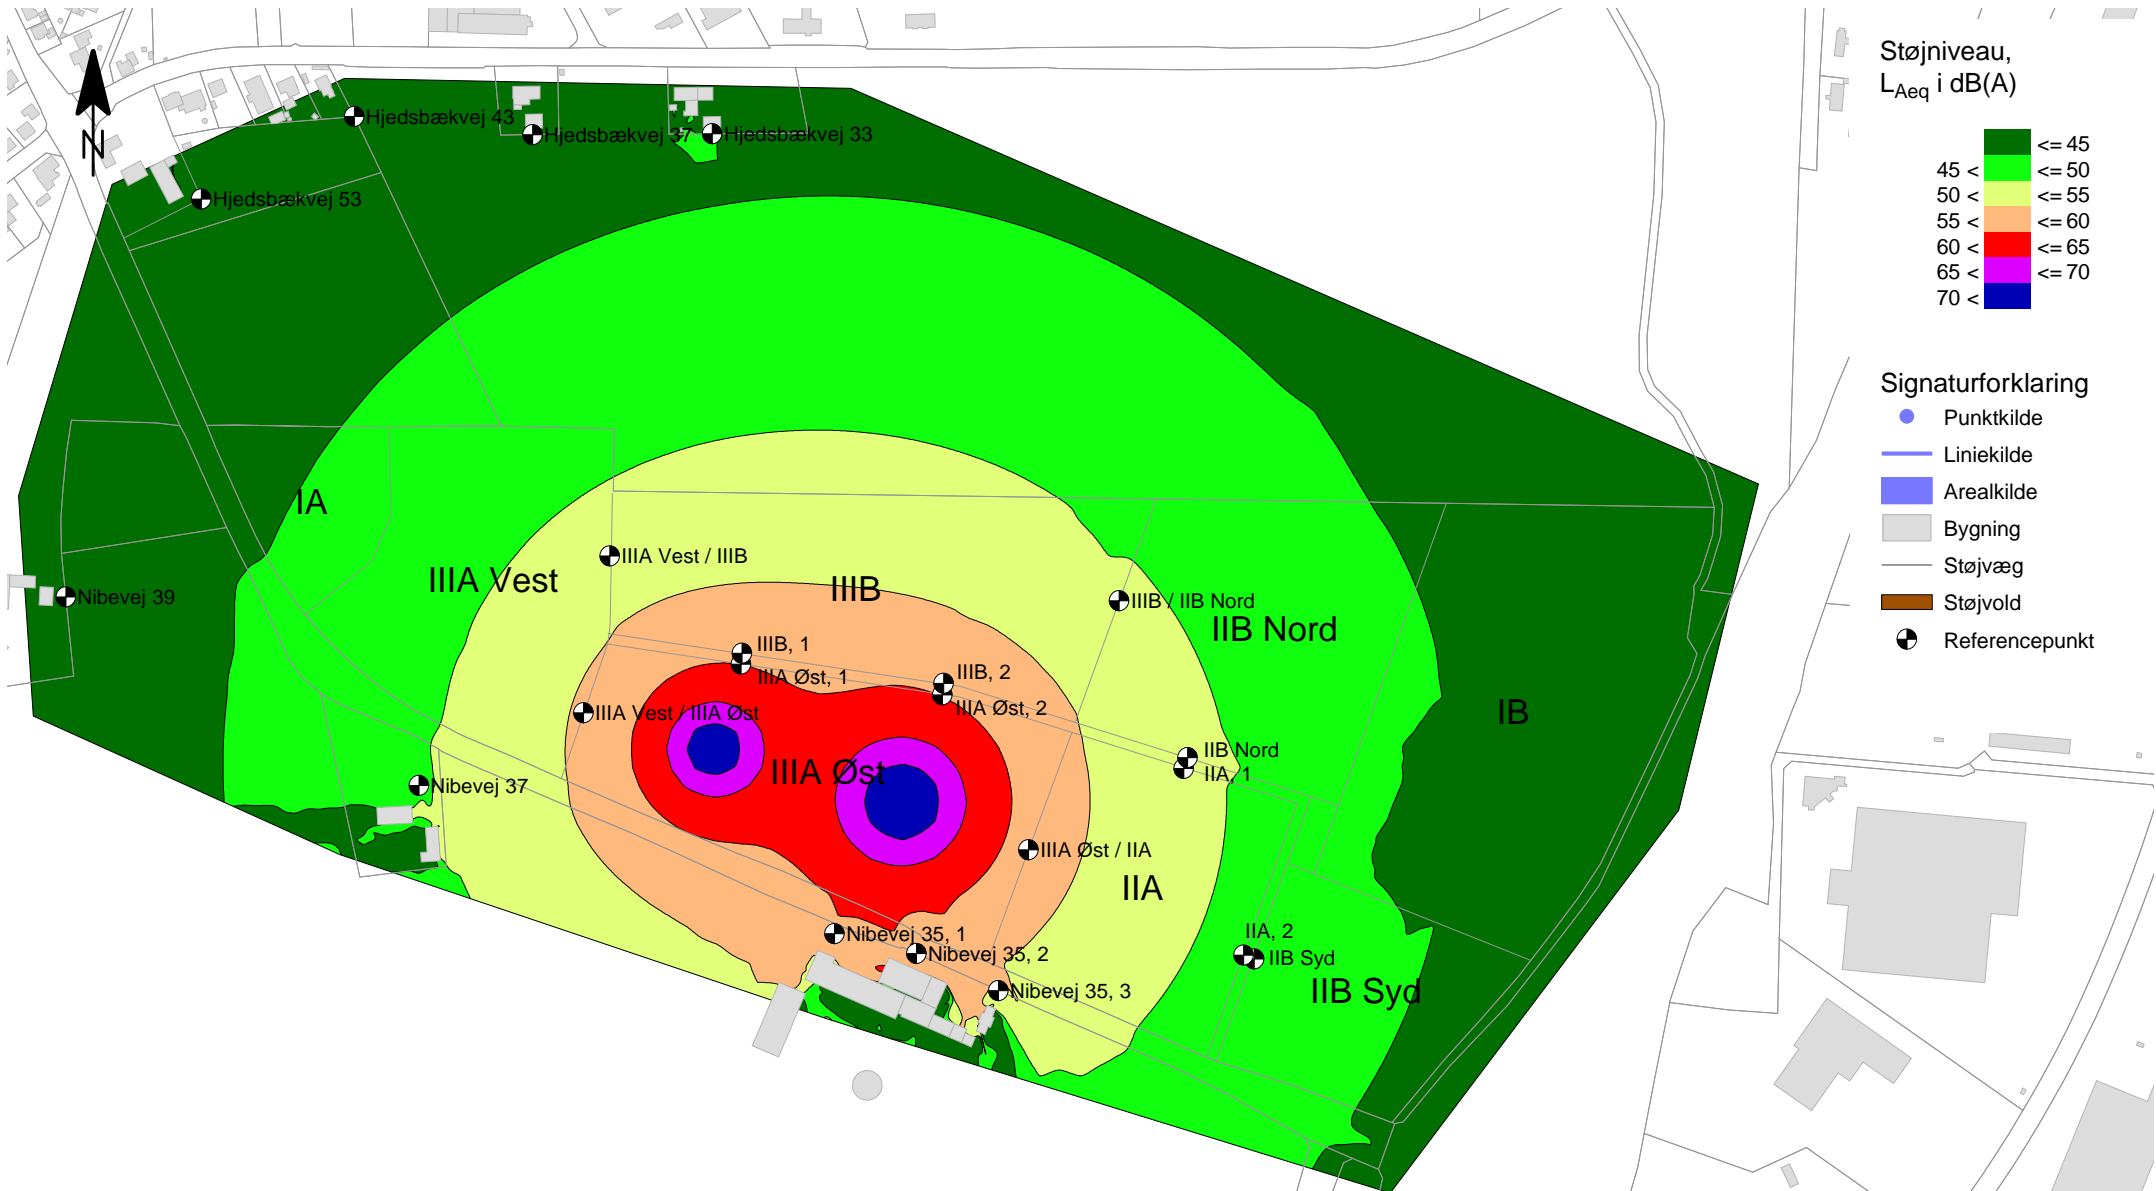 N
Hjedsbækvej 43
Hjedsbækvej 37
Hjedsbækvej 33
Hjedsbækvej 53
IA
IIIA Vest / IIIB
IIIA Vest
IIIB
Nibevej 39
IIIB / IIB Nord
IIB Nord
IIIB, 1
IIIA Øst, 1
IIIB, 2
IIIA Øst, 2
IIIA Vest / IIIA Øst
IB
IIB Nord
IIA, 1
IIIA Øst
Nibevej 37
IIIA Øst / IIA
IIA
Nibevej 35, 1
Nibevej 35, 2
IIA, 2
IIB Syd
Nibevej 35, 3
IIB Syd
Støjniveau,
LAeq i dB(A)
<= 45
45 < <= 50
50 < <= 55
55 < <= 60
60 < <= 65
65 < <= 70
70 <
Signaturforklaring
Punktkilde
Liniekilde
Arealkilde
Bygning
Støjvæg
Støjvold
Referencepunkt